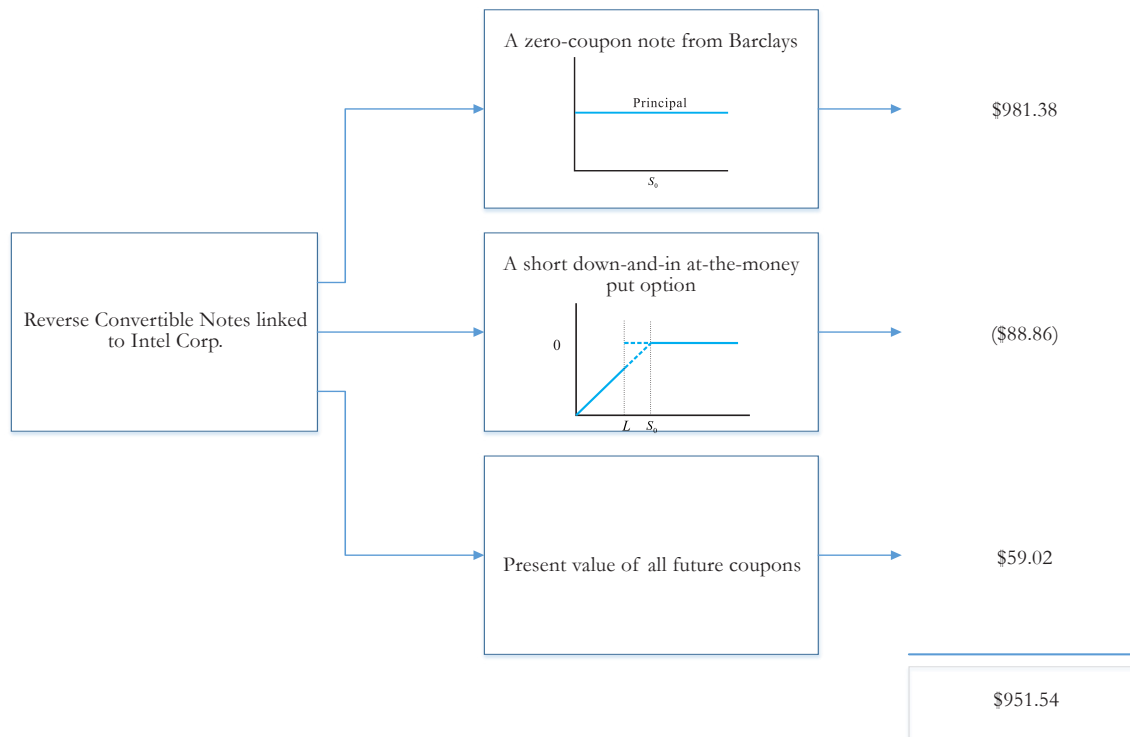 A zero-coupon note from Barclays
Principal
S₀
$981.38
Reverse Convertible Notes linked
to Intel Corp.
A short down-and-in at-the-money
put option
0
L S₀
($88.86)
Present value of all future coupons
$59.02
$951.54